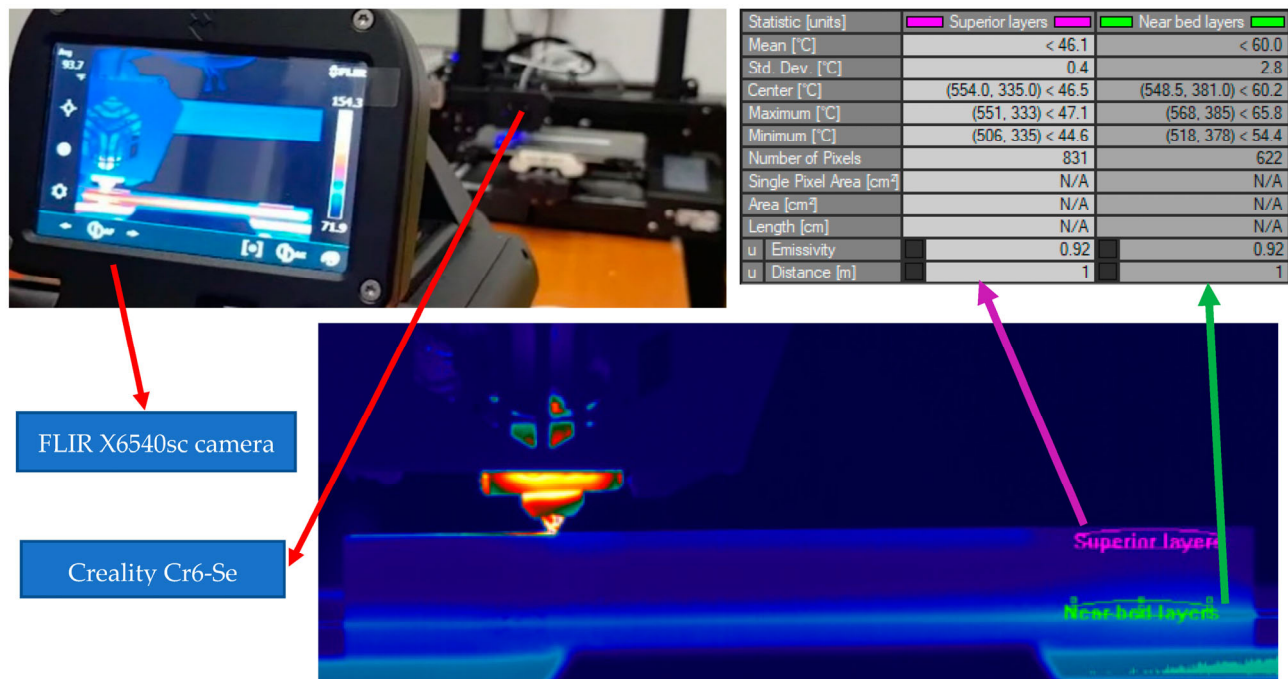 Avg
93.7
°F
FLIR
154.3
71.9
Statistic [units] Superior layers Near bed layers
Mean [°C] < 46.1 < 60.0
Std. Dev. [°C] 0.4 2.8
Center [°C] (554.0, 335.0) < 46.5 (548.5, 381.0) < 60.2
Maximum [°C] (551, 333) < 47.1 (568, 385) < 65.8
Minimum [°C] (506, 333) < 44.6 (518, 378) < 54.4
Number of Pixels 831 622
Single Pixel Area [cm²] N/A N/A
Area [cm²] N/A N/A
Length [cm] N/A N/A
u Emissivity 0.92 0.92
u Distance [m] 1 1
FLIR X6540sc camera
Creality Cr6-Se
Superior layers
Near bed layers